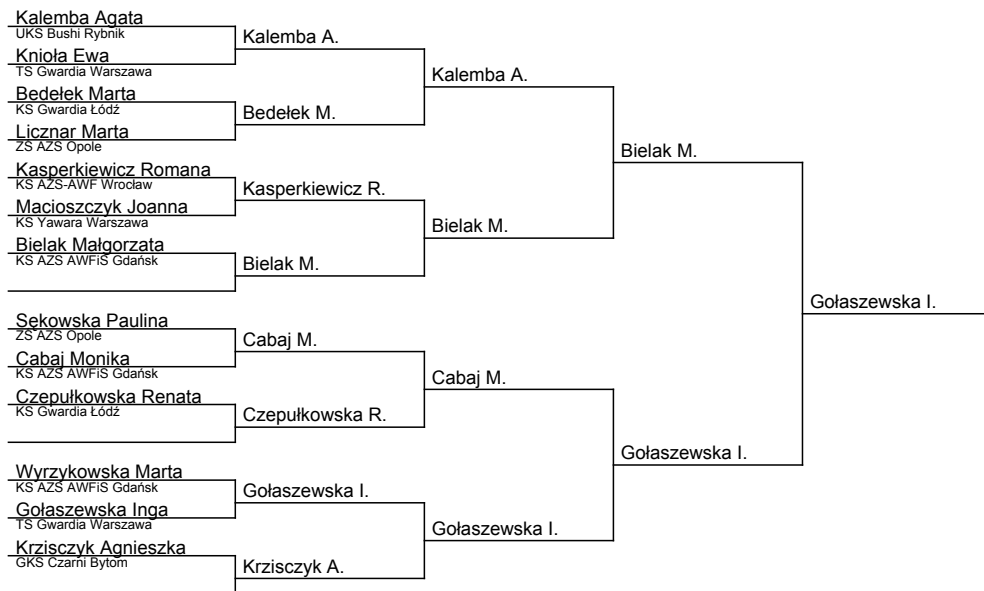 Kalemba Agata
UKS Bushi Rybnik
Knioła Ewa
TS Gwardia Warszawa
Bedełek Marta
KS Gwardia Łódź
Licznar Marta
ZS AZS Opole
Kasperkiewicz Romana
KS AZS-AWF Wrocław
Macioszczyk Joanna
KS Yawara Warszawa
Bielak Małgorzata
KS AZS AWFiS Gdańsk
Sękowska Paulina
ZS AZS Opole
Cabaj Monika
KS AZS AWFiS Gdańsk
Czepułkowska Renata
KS Gwardia Łódź
Wyrzykowska Marta
KS AZS AWFiS Gdańsk
Gołaszewska Inga
TS Gwardia Warszawa
Krzisczyk Agnieszka
GKS Czarni Bytom
Kalemba A.
Bedełek M.
Kasperkiewicz R.
Bielak M.
Cabaj M.
Czepułkowska R.
Gołaszewska I.
Krzisczyk A.
Kalemba A.
Bielak M.
Cabaj M.
Gołaszewska I.
Bielak M.
Gołaszewska I.
Gołaszewska I.